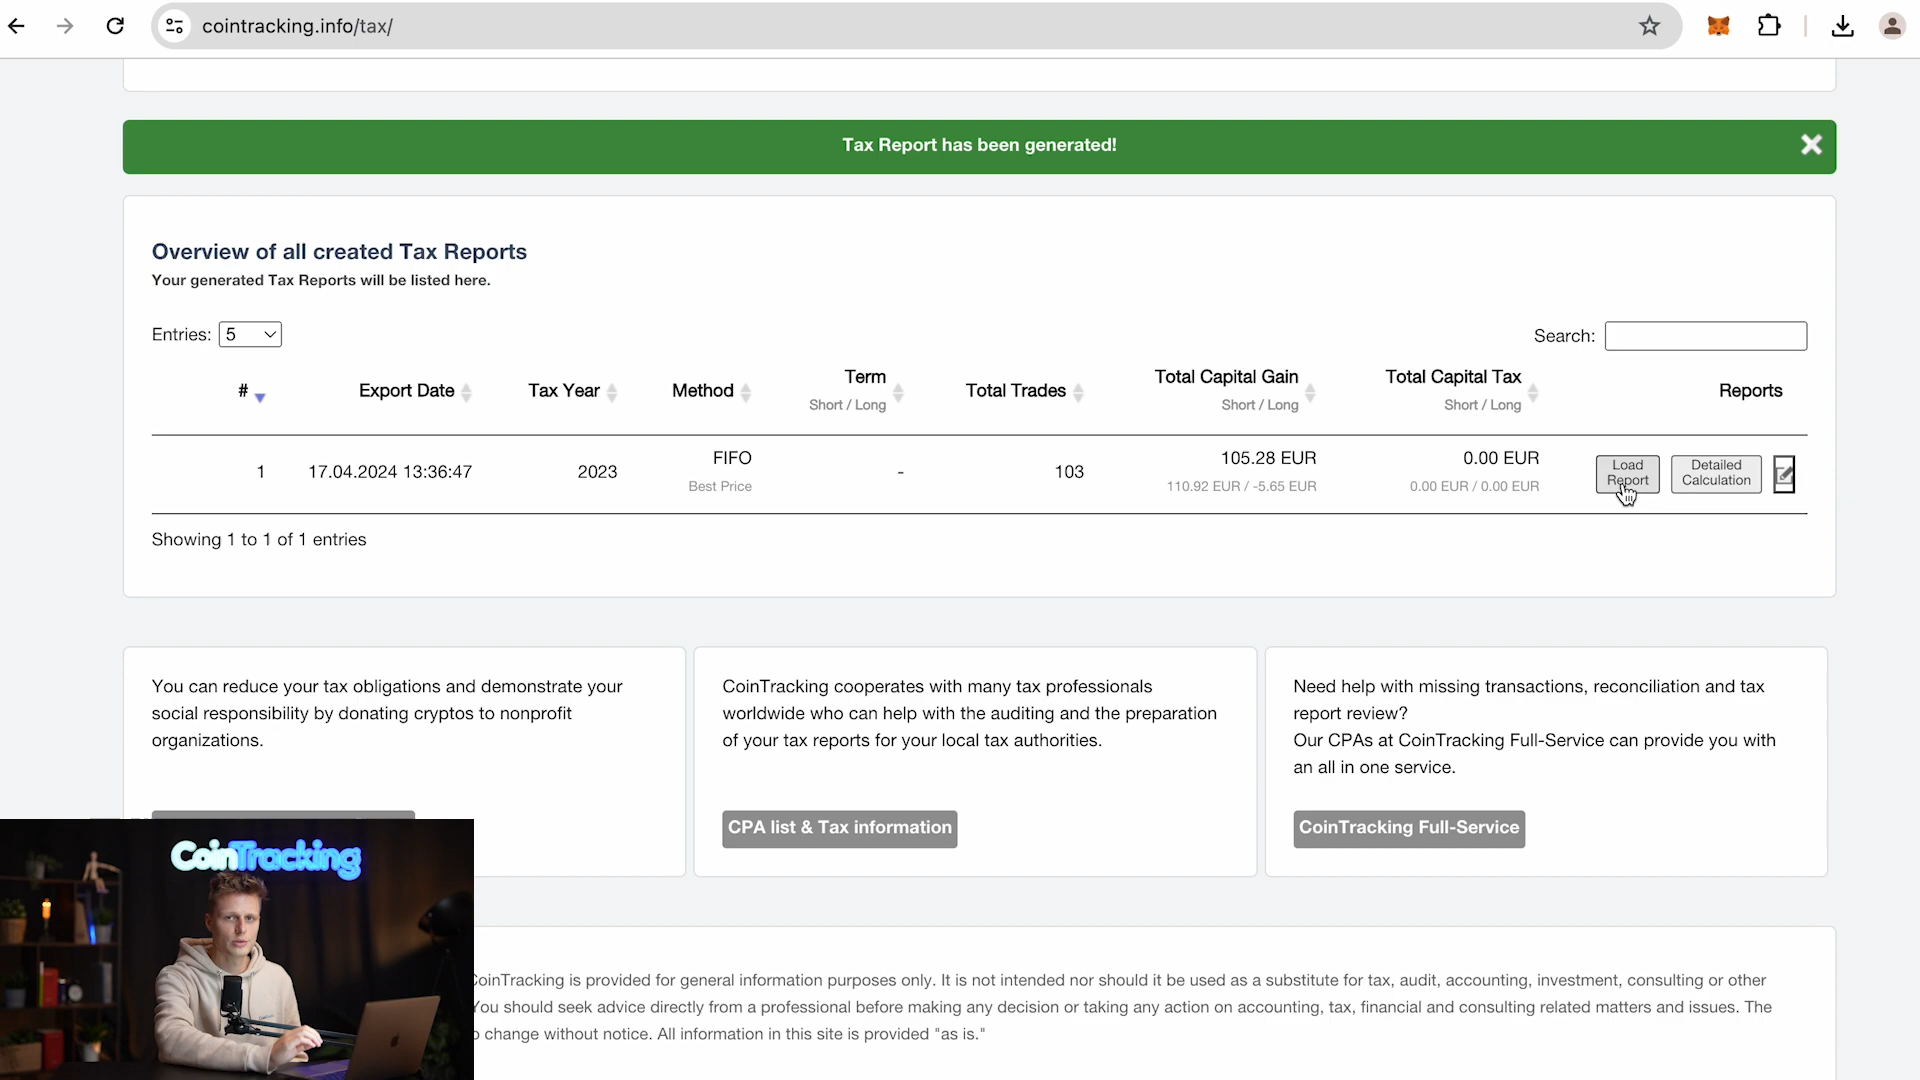 cointracking.info/tax/
Tax Report has been generated!
Overview of all created Tax Reports
Your generated Tax Reports will be listed here.
Entries: 5
Search:
# Export Date Tax Year Method Term Total Trades Total Capital Gain Total Capital Tax Reports
Short / Long Short / Long Short / Long
1 17.04.2024 13:36:47 2023 FIFO - 103 105.28 EUR 0.00 EUR Load Report Detailed Calculation
Best Price 110.92 EUR / -5.65 EUR 0.00 EUR / 0.00 EUR
Showing 1 to 1 of 1 entries
You can reduce your tax obligations and demonstrate your
social responsibility by donating cryptos to nonprofit
organizations.
CoinTracking cooperates with many tax professionals
worldwide who can help with the auditing and the preparation
of your tax reports for your local tax authorities.
CPA list & Tax information
Need help with missing transactions, reconciliation and tax
report review?
Our CPAs at CoinTracking Full-Service can provide you with
an all in one service.
CoinTracking Full-Service
CoinTracking
CoinTracking is provided for general information purposes only. It is not intended nor should it be used as a substitute for tax, audit, accounting, investment, consulting or other
You should seek advice directly from a professional before making any decision or taking any action on accounting, tax, financial and consulting related matters and issues. The
change without notice. All information in this site is provided "as is."